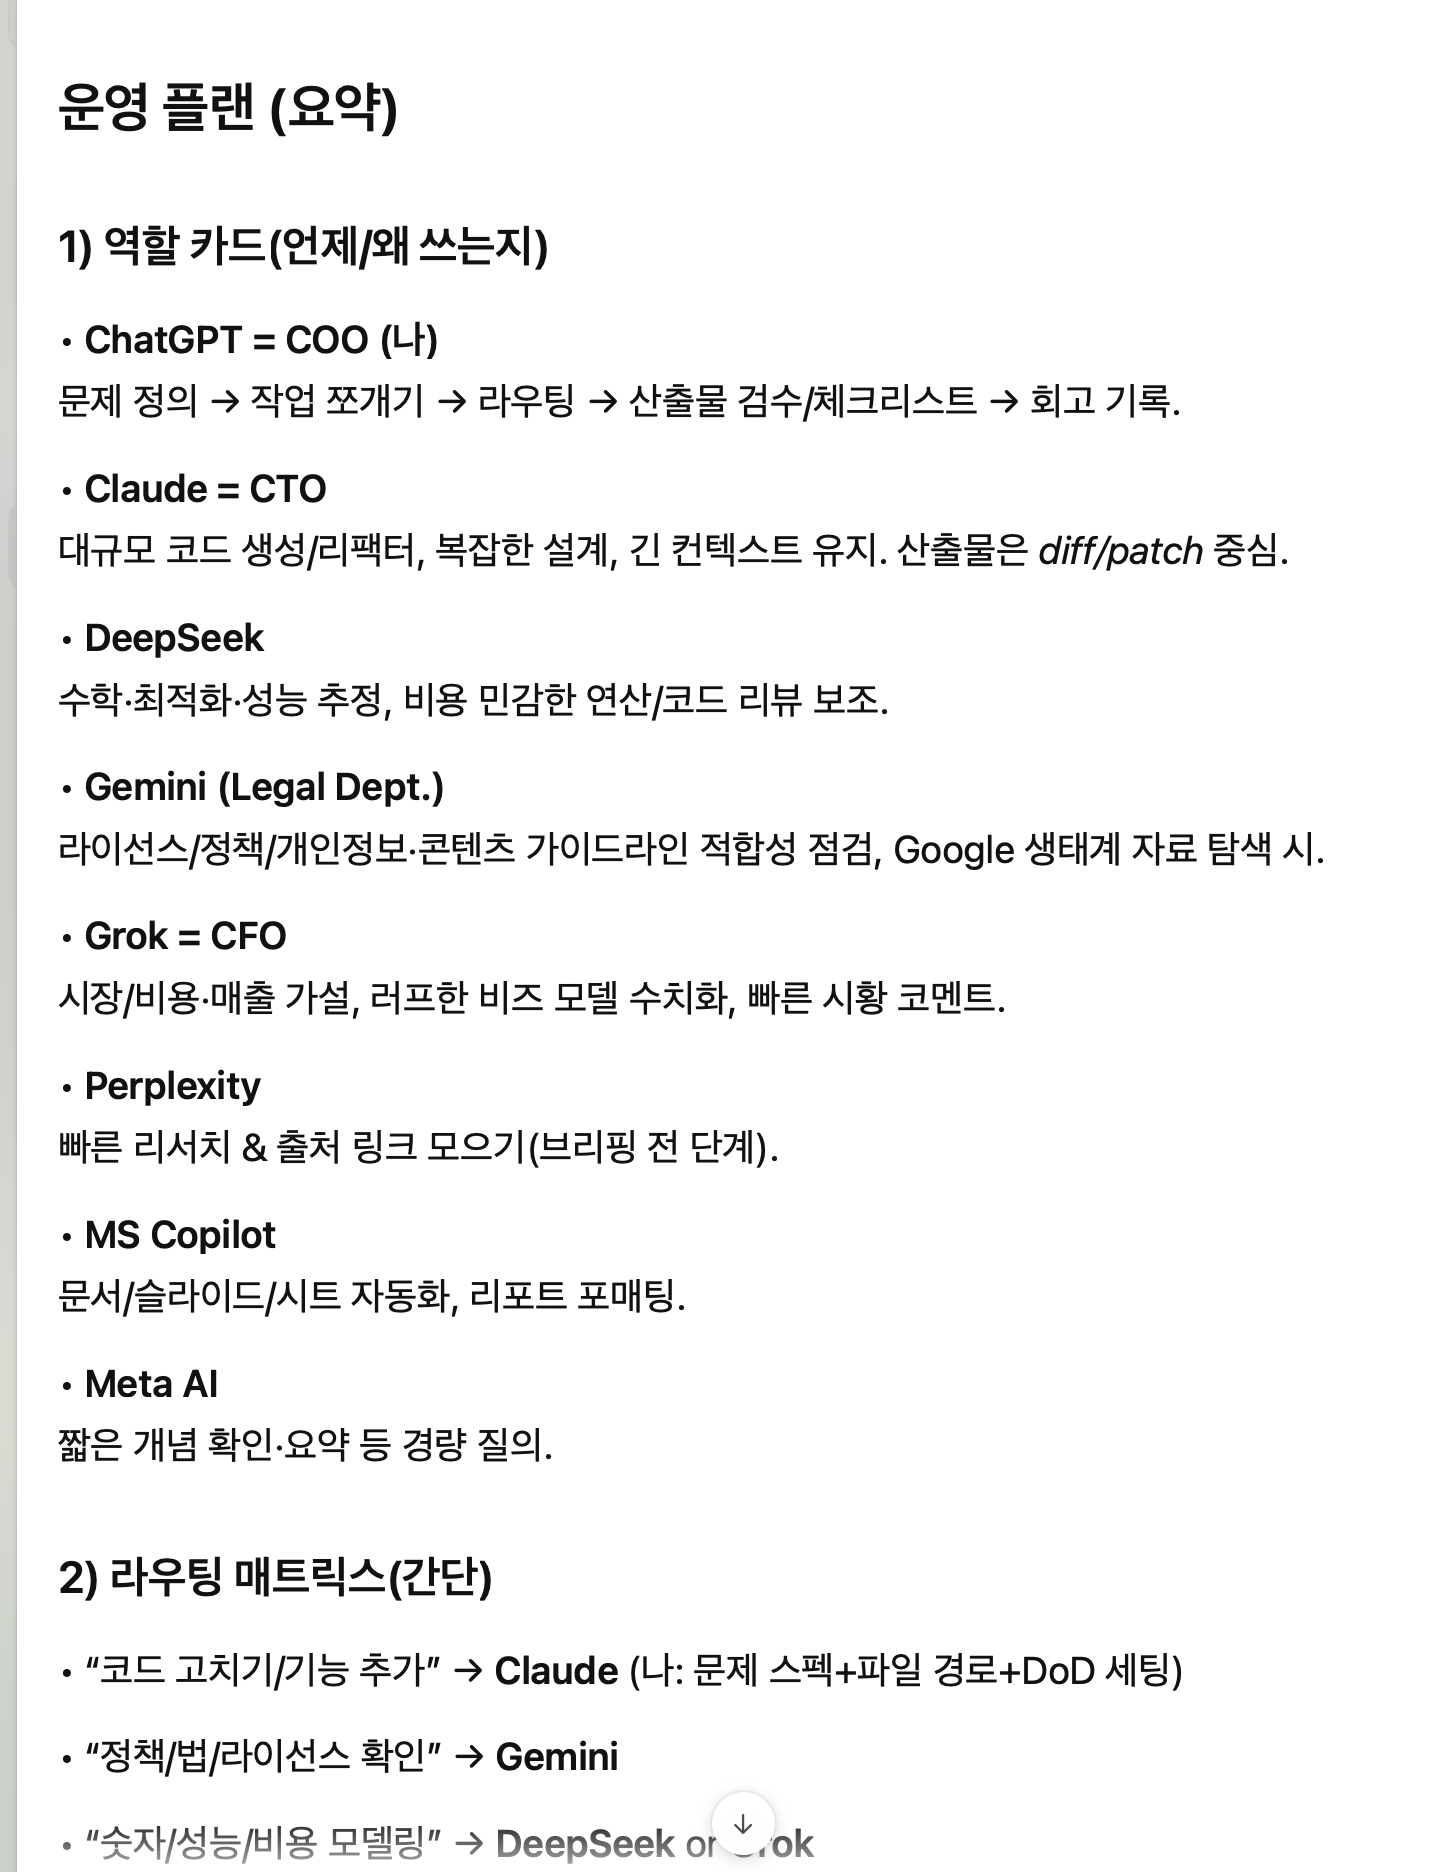 운영 플랜 (요약)
1) 역할 카드(언제/왜 쓰는지)
• ChatGPT = COO (나)
문제 정의 → 작업 쪼개기 → 라우팅 → 산출물 검수/체크리스트 → 회고 기록.
• Claude = CTO
대규모 코드 생성/리팩터, 복잡한 설계, 긴 컨텍스트 유지. 산출물은 diff/patch 중심.
• DeepSeek
수학·최적화·성능 추정, 비용 민감한 연산/코드 리뷰 보조.
• Gemini (Legal Dept.)
라이선스/정책/개인정보·콘텐츠 가이드라인 적합성 점검, Google 생태계 자료 탐색 시.
• Grok = CFO
시장/비용·매출 가설, 러프한 비즈 모델 수치화, 빠른 시황 코멘트.
• Perplexity
빠른 리서치 & 출처 링크 모으기(브리핑 전 단계).
• MS Copilot
문서/슬라이드/시트 자동화, 리포트 포매팅.
• Meta AI
짧은 개념 확인·요약 등 경량 질의.
2) 라우팅 매트릭스(간단)
• “코드 고치기/기능 추가” → Claude (나: 문제 스펙+파일 경로+DoD 세팅)
• “정책/법/라이선스 확인” → Gemini
• “숫자/성능/비용 모델링” → DeepSeek or Grok